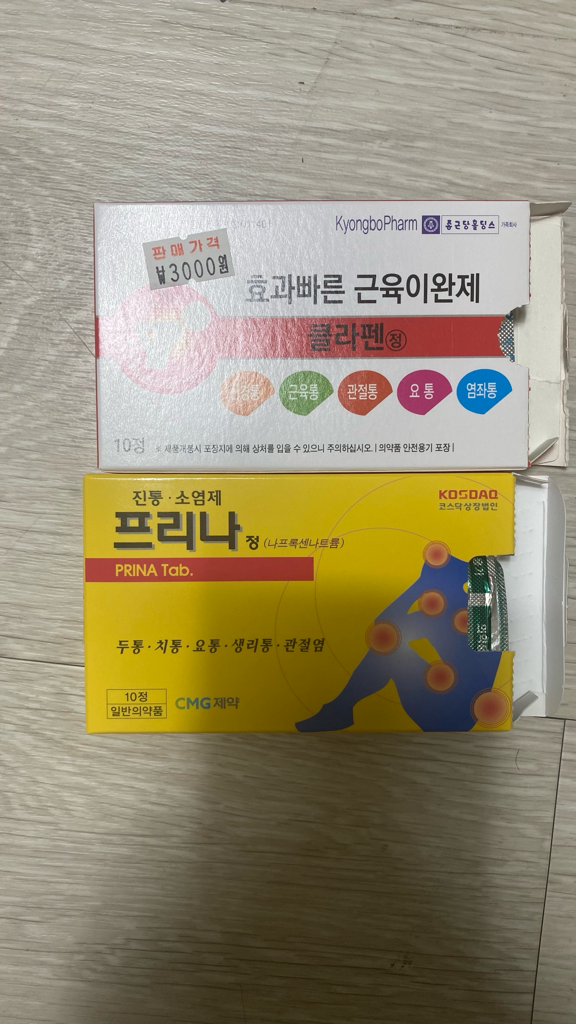 KyongboPharm 종근당홀딩스 가족회사
판매가격
₩3000원
효과빠른 근육이완제
클라펜정
근육통
관절통
요통
염좌통
10정 ※ 제품개봉시 포장지에 의해 상처를 입을 수 있으니 주의하십시오. | 의약품 안전용기 포장 |
진통·소염제
KOSDAQ
코스닥상장법인
프리나정 (나프록센나트륨)
PRINA Tab.
두통·치통·요통·생리통·관절염
10정
일반의약품
CMG제약